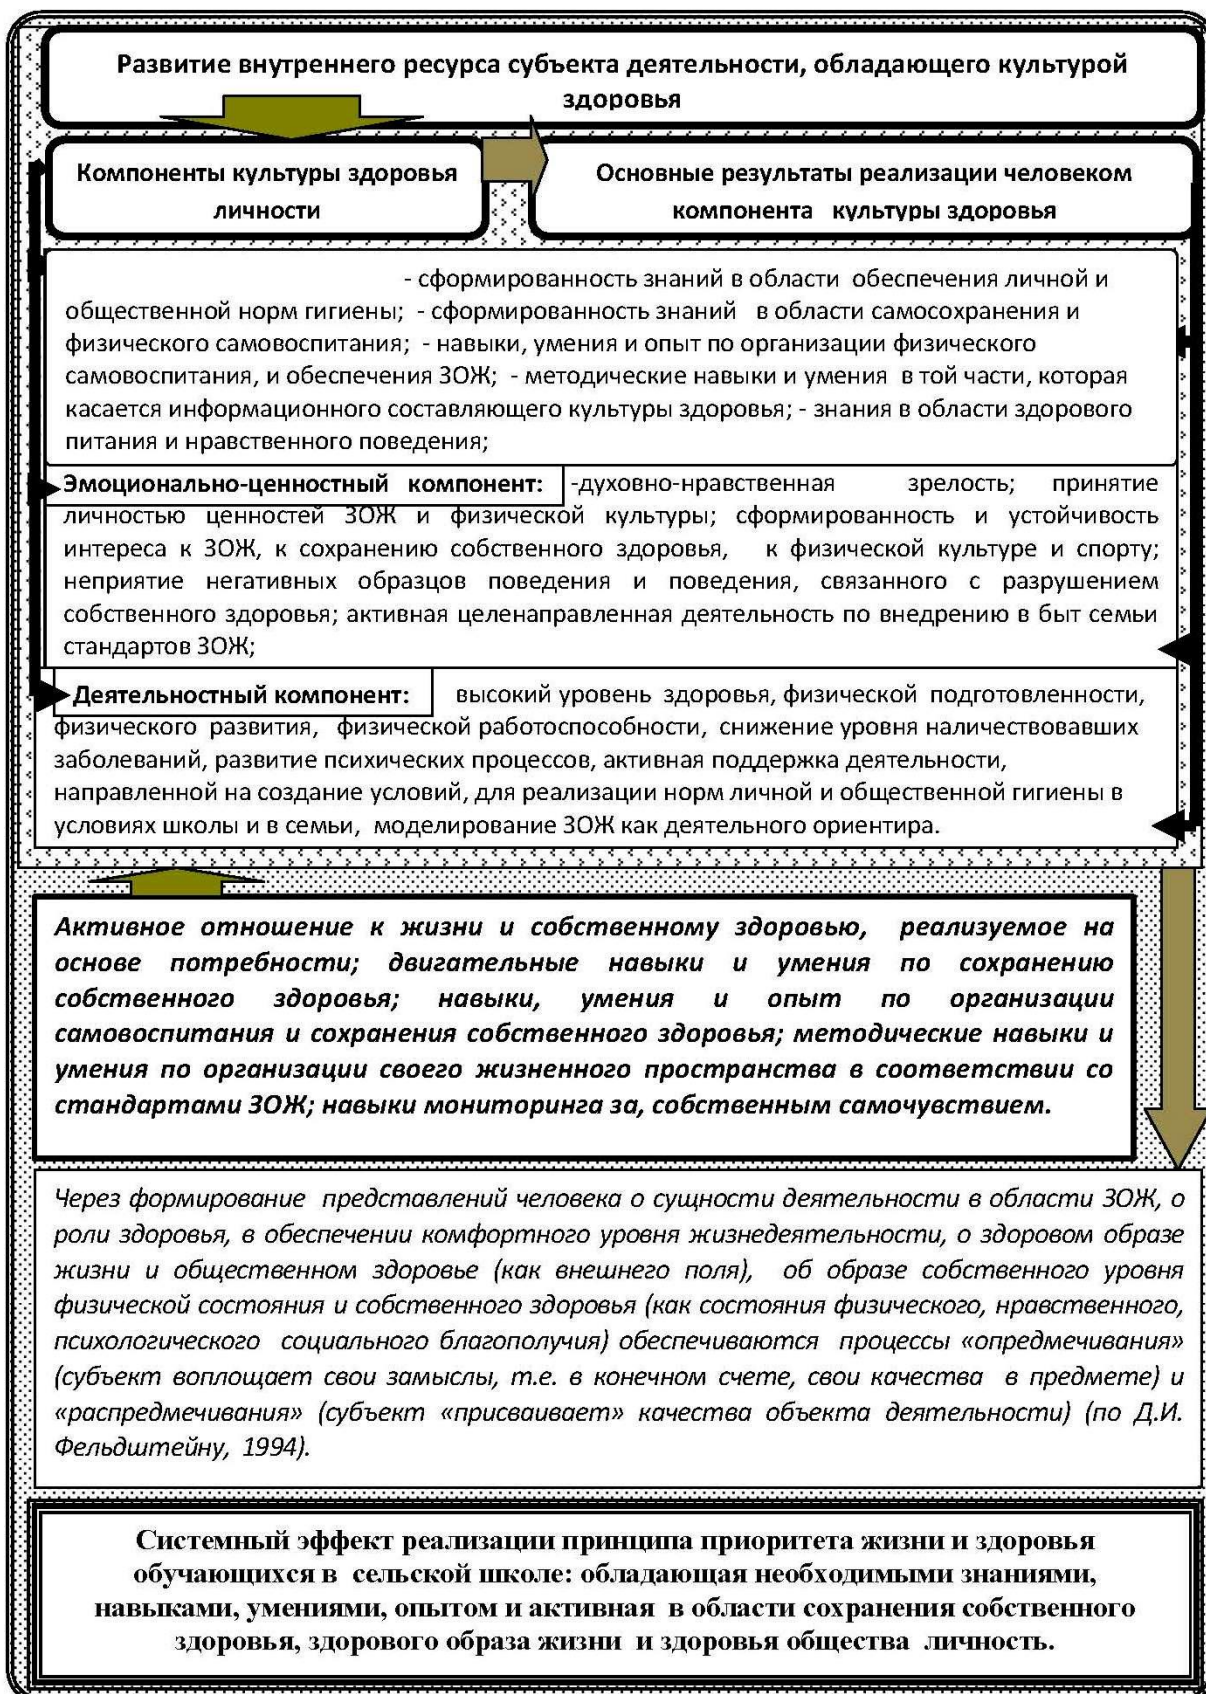 Развитие внутреннего ресурса субъекта деятельности, обладающего культурой
здоровья
Компоненты культуры здоровья
личности
Основные результаты реализации человеком
компонента культуры здоровья
- сформированность знаний в области обеспечения личной и
общественной норм гигиены; - сформированность знаний в области самосохранения и
физического самовоспитания; - навыки, умения и опыт по организации физического
самовоспитания, и обеспечения ЗОЖ; - методические навыки и умения в той части, которая
касается информационного составляющего культуры здоровья; - знания в области здорового
питания и нравственного поведения;
Эмоционально-ценностный компонент: -духовно-нравственная зрелость; принятие
личностью ценностей ЗОЖ и физической культуры; сформированность и устойчивость
интереса к ЗОЖ, к сохранению собственного здоровья, к физической культуре и спорту;
неприятие негативных образцов поведения и поведения, связанного с разрушением
собственного здоровья; активная целенаправленная деятельность по внедрению в быт семьи
стандартов ЗОЖ;
Деятельностный компонент: высокий уровень здоровья, физической подготовленности,
физического развития, физической работоспособности, снижение уровня наличествовавших
заболеваний, развитие психических процессов, активная поддержка деятельности,
направленной на создание условий, для реализации норм личной и общественной гигиены в
условиях школы и в семьи, моделирование ЗОЖ как деятельного ориентира.
Активное отношение к жизни и собственному здоровью, реализуемое на
основе потребности; двигательные навыки и умения по сохранению
собственного здоровья; навыки, умения и опыт по организации
самовоспитания и сохранения собственного здоровья; методические навыки и
умения по организации своего жизненного пространства в соответствии со
стандартами ЗОЖ; навыки мониторинга за, собственным самочувствием.
Через формирование представлений человека о сущности деятельности в области ЗОЖ, о
роли здоровья, в обеспечении комфортного уровня жизнедеятельности, о здоровом образе
жизни и общественном здоровье (как внешнего поля), об образе собственного уровня
физической состояния и собственного здоровья (как состояния физического, нравственного,
психологического социального благополучия) обеспечиваются процессы «опредмечивания»
(субъект воплощает свои замыслы, т.е. в конечном счете, свои качества в предмете) и
«распредмечивания» (субъект «присваивает» качества объекта деятельности) (по Д.И.
Фельдштейну, 1994).
Системный эффект реализации принципа приоритета жизни и здоровья
обучающихся в сельской школе: обладающая необходимыми знаниями,
навыками, умениями, опытом и активная в области сохранения собственного
здоровья, здорового образа жизни и здоровья общества личность.